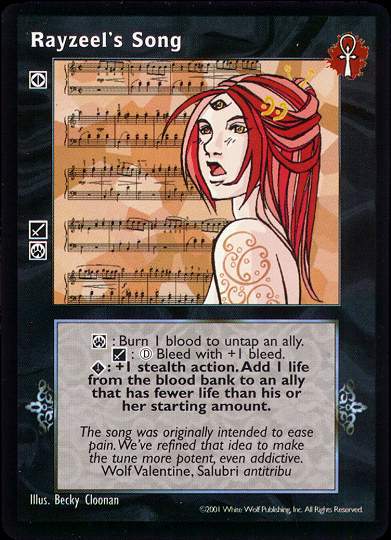 Rayzeel's Song
: Burn 1 blood to untap an ally.
: Ⓓ Bleed with +1 bleed.
: +1 stealth action. Add 1 life
from the blood bank to an ally
that has fewer life than his or
her starting amount.
The song was originally intended to ease
pain. We've refined that idea to make
the tune more potent, even addictive.
Wolf Valentine, Salubri antitribu
Illus. Becky Cloonan
©2001 White Wolf Publishing, Inc. All Rights Reserved.